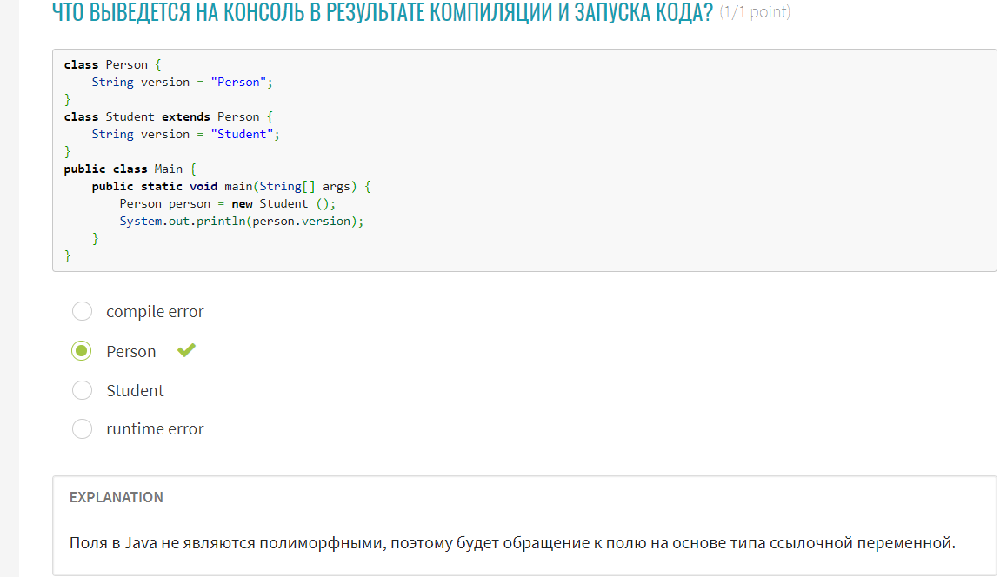 ЧТО ВЫВЕДЕТСЯ НА КОНСОЛЬ В РЕЗУЛЬТАТЕ КОМПИЛЯЦИИ И ЗАПУСКА КОДА? (1/1 point)
class Person {
    String version = "Person";
}
class Student extends Person {
    String version = "Student";
}
public class Main {
    public static void main(String[] args) {
        Person person = new Student ();
        System.out.println(person.version);
    }
}
compile error
Person
Student
runtime error
EXPLANATION
Поля в Java не являются полиморфными, поэтому будет обращение к полю на основе типа ссылочной переменной.